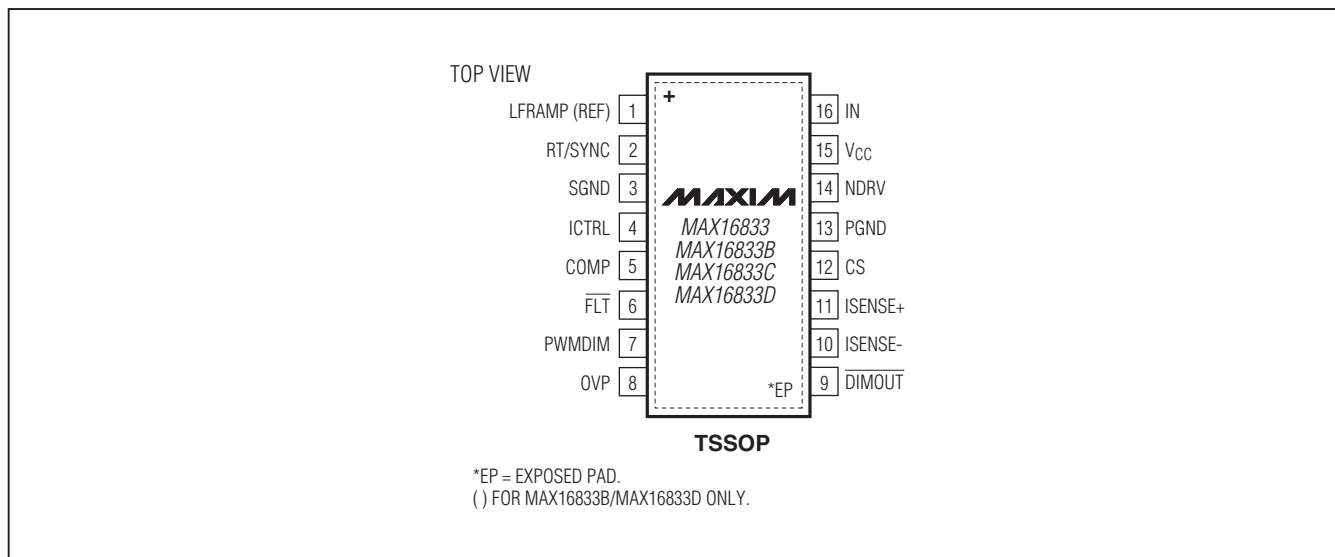 TOP VIEW
LFRAMP (REF) 1
RT/SYNC 2
SGND 3
ICTRL 4
COMP 5
FLT 6
PWMDIM 7
OVP 8
+
MAXIM
MAX16833
MAX16833B
MAX16833C
MAX16833D
*EP
16 IN
15 VCC
14 NDRV
13 PGND
12 CS
11 ISENSE+
10 ISENSE-
9 DIMOUT
TSSOP
*EP = EXPOSED PAD.
( ) FOR MAX16833B/MAX16833D ONLY.